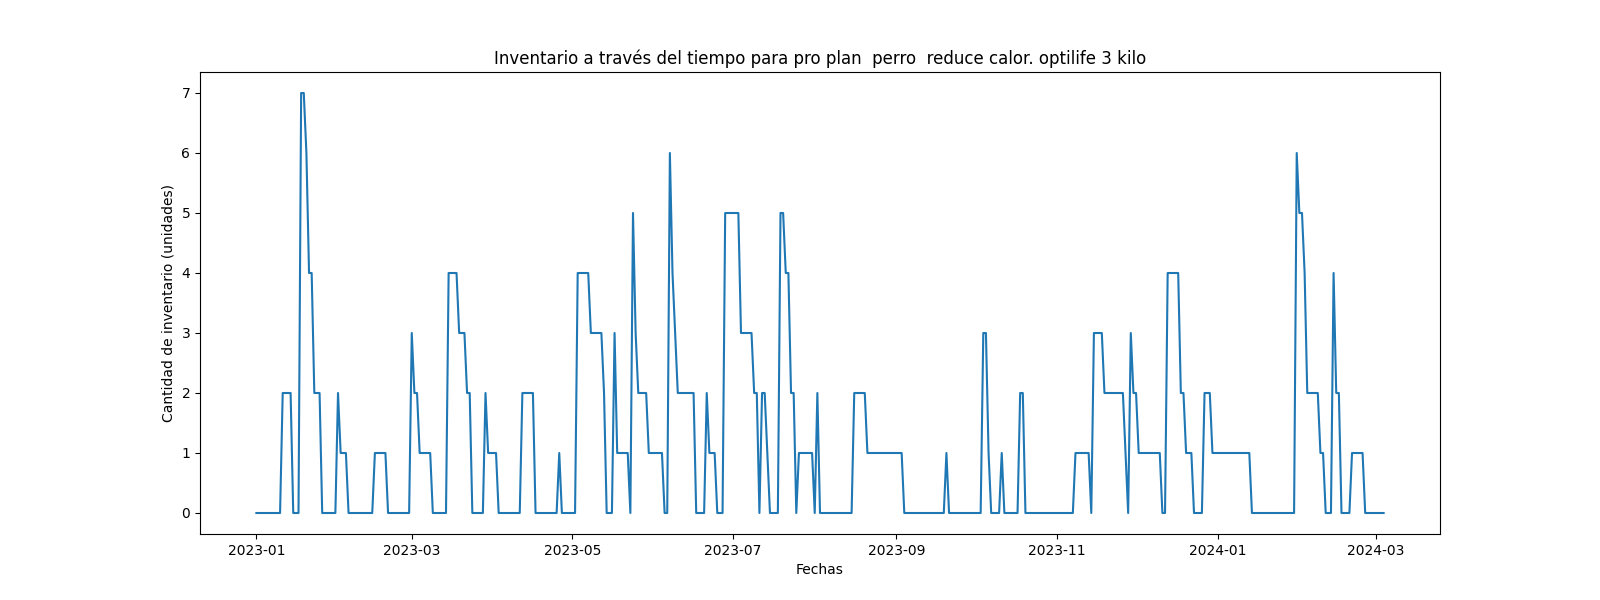 Inventario a través del tiempo para pro plan  perro  reduce calor. optilife 3 kilo
Cantidad de inventario (unidades)
7
6
5
4
3
2
1
0
2023-01 2023-03 2023-05 2023-07 2023-09 2023-11 2024-01 2024-03
Fechas